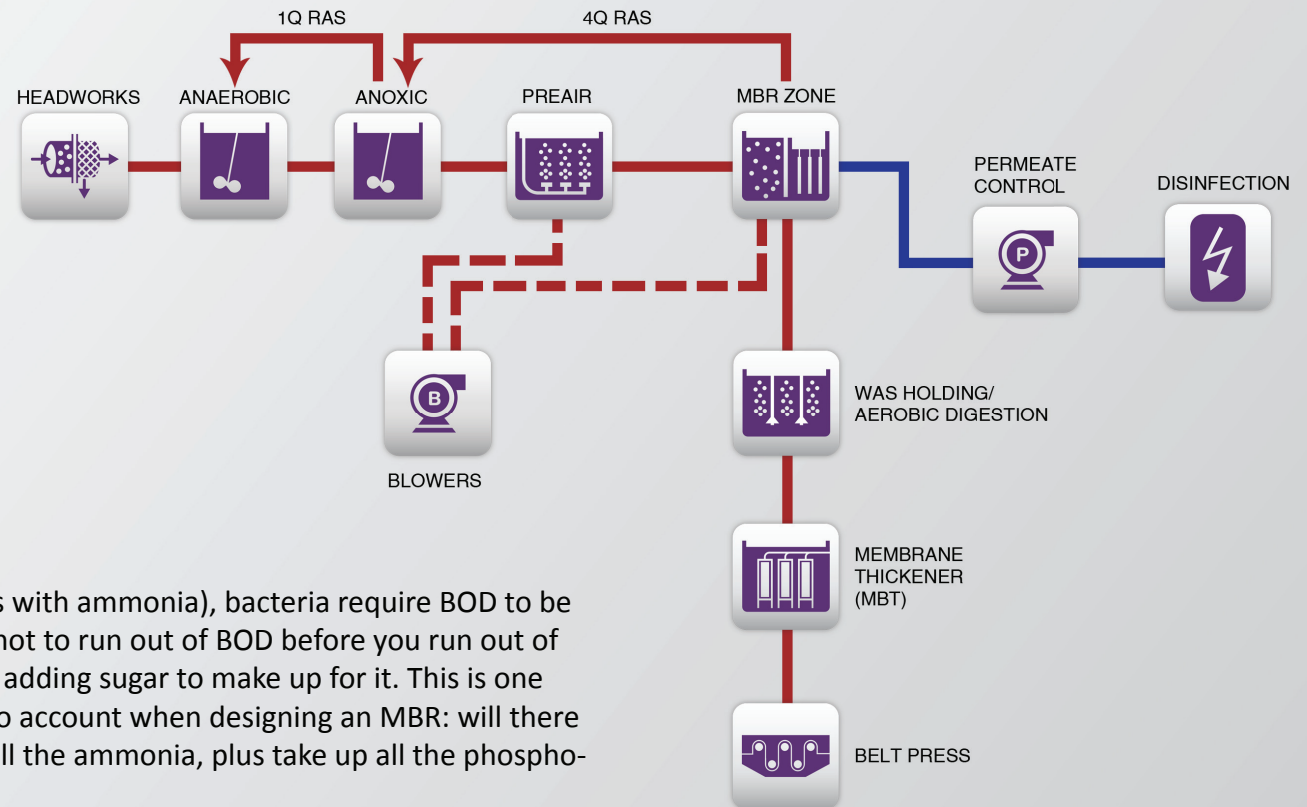 1Q RAS
4Q RAS
HEADWORKS
ANAEROBIC
ANOXIC
PREAIR
MBR ZONE
PERMEATE
CONTROL
DISINFECTION
P
B
BLOWERS
WAS HOLDING/
AEROBIC DIGESTION
MEMBRANE
THICKENER
(MBT)
BELT PRESS
s with ammonia), bacteria require BOD to be
not to run out of BOD before you run out of
adding sugar to make up for it. This is one
o account when designing an MBR: will there
ll the ammonia, plus take up all the phospho-